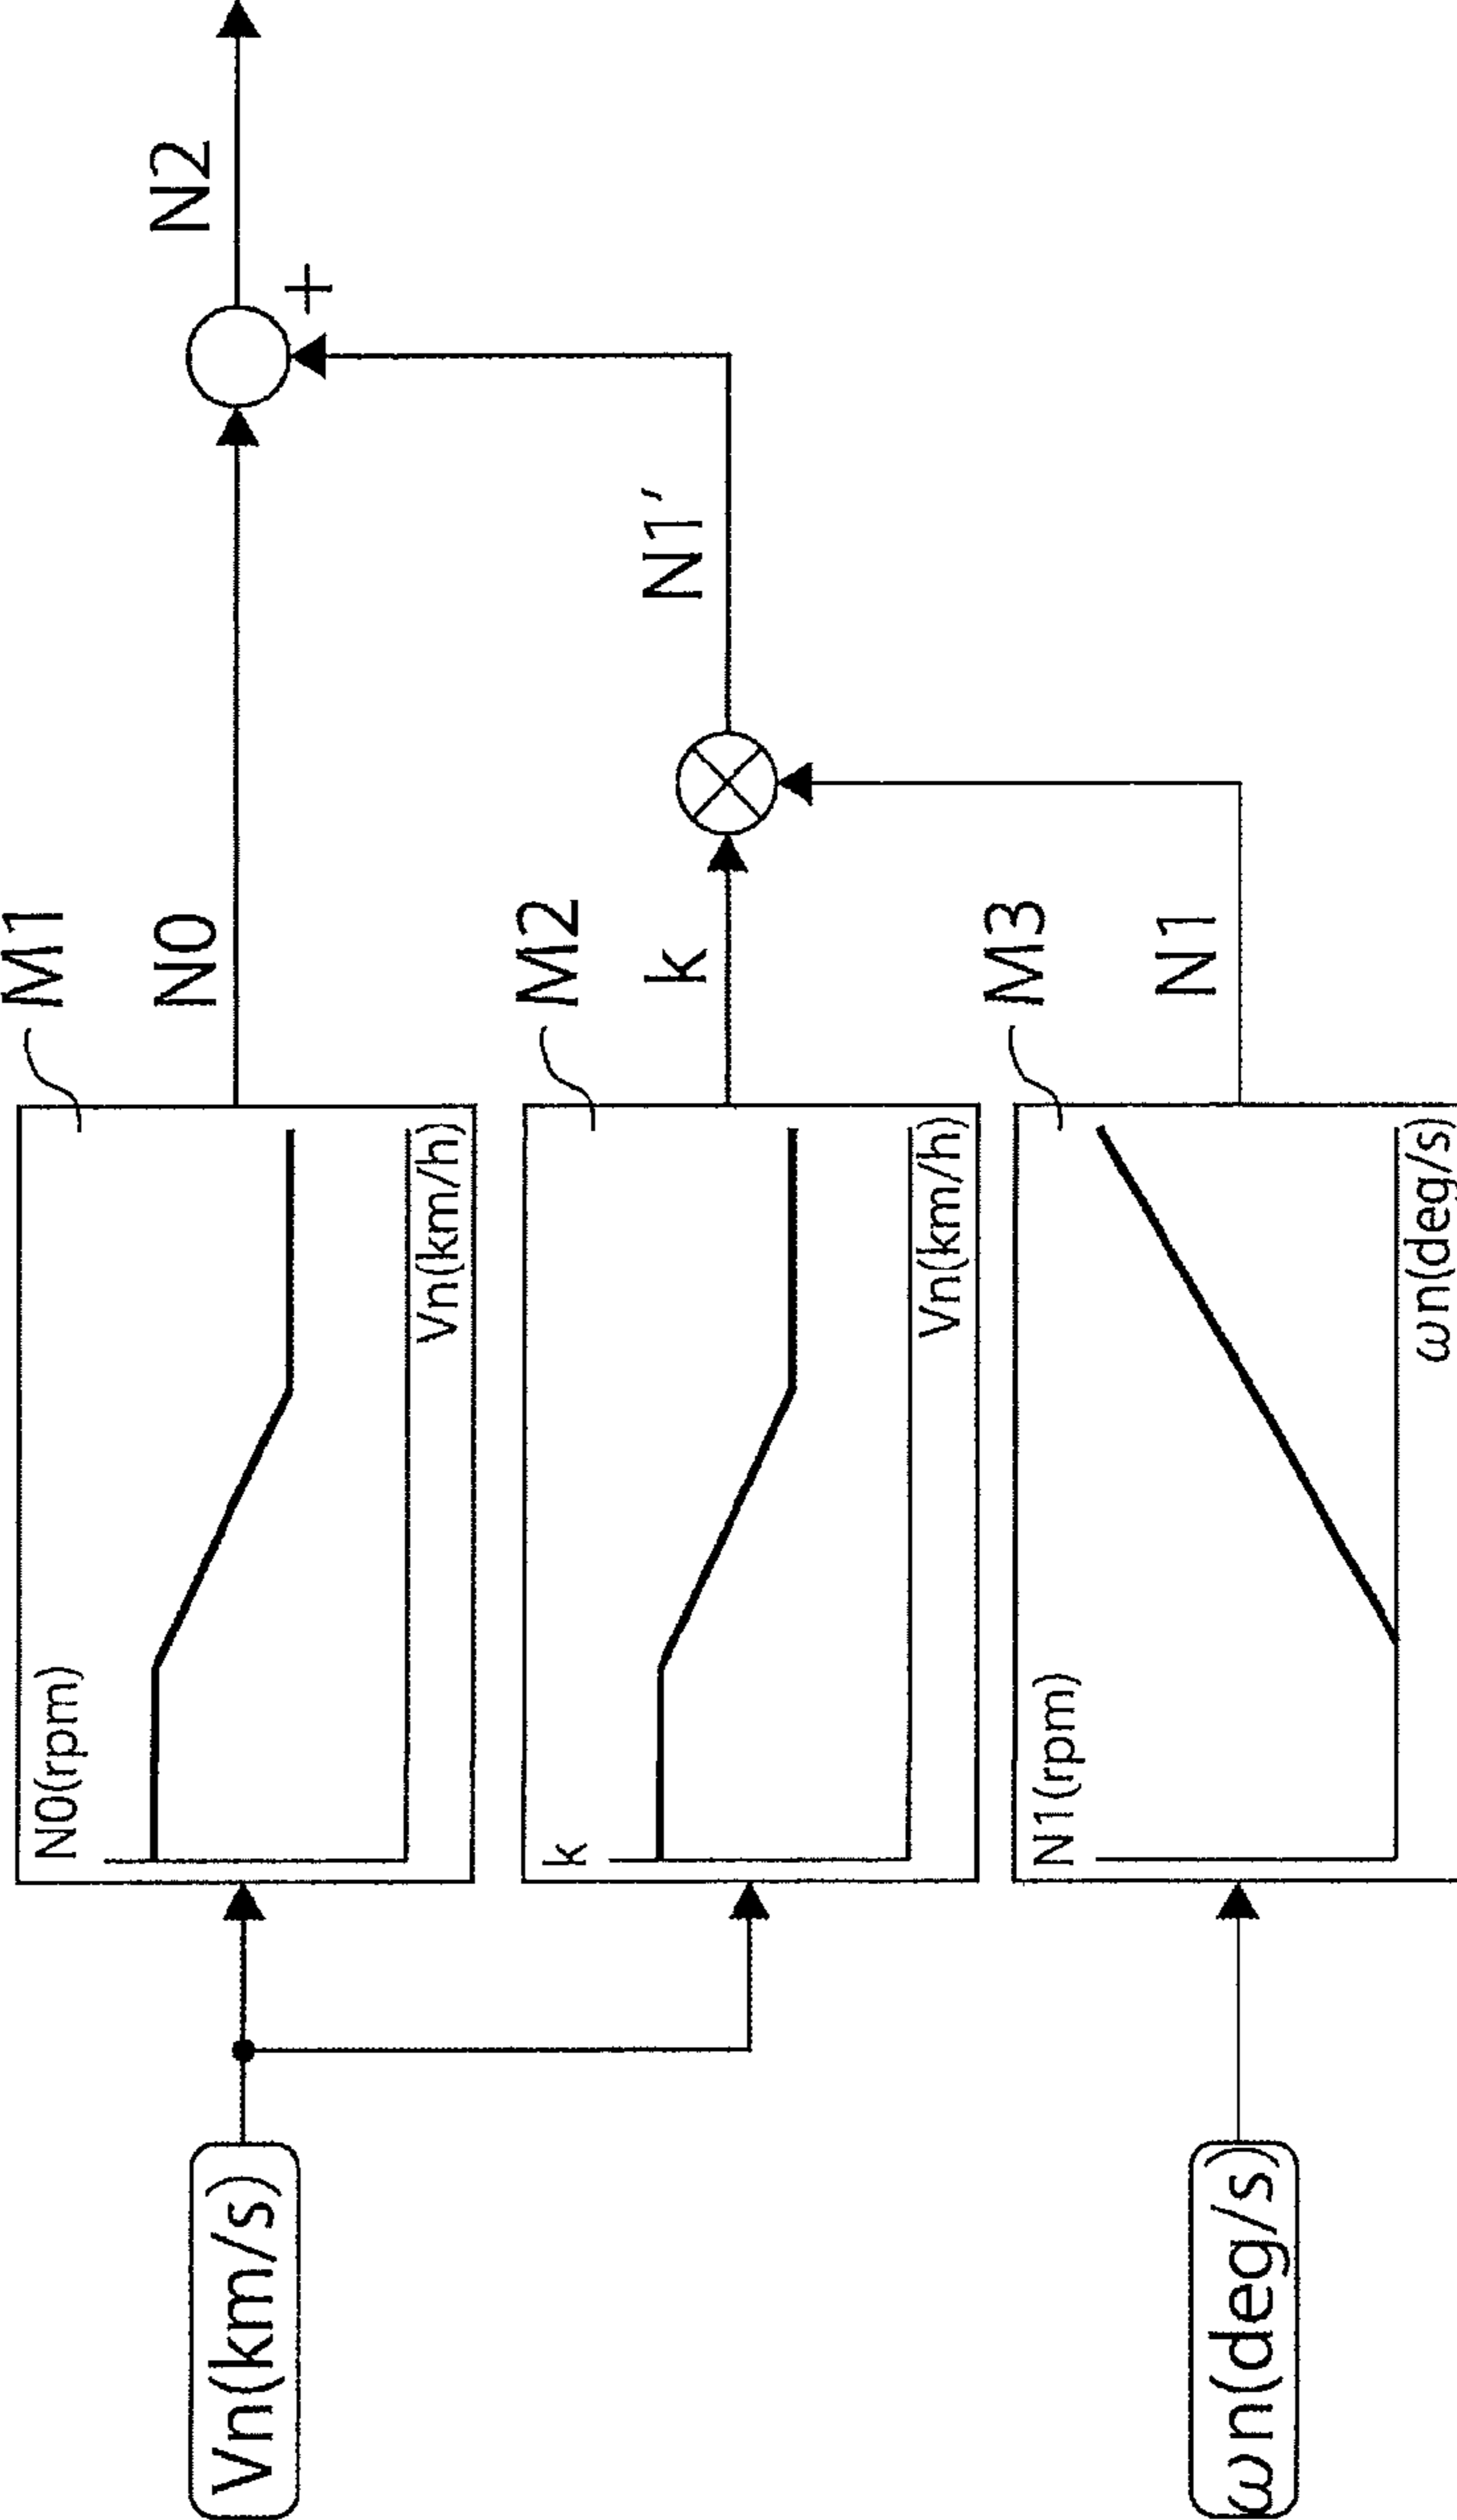 Vn(km/s)
N0(rpm)
Vn(km/h)
M1
N0
N2
+
k
Vn(km/h)
M2
k
N1′
ωn(deg/s)
N1(rpm)
ωn(deg/s)
M3
N1